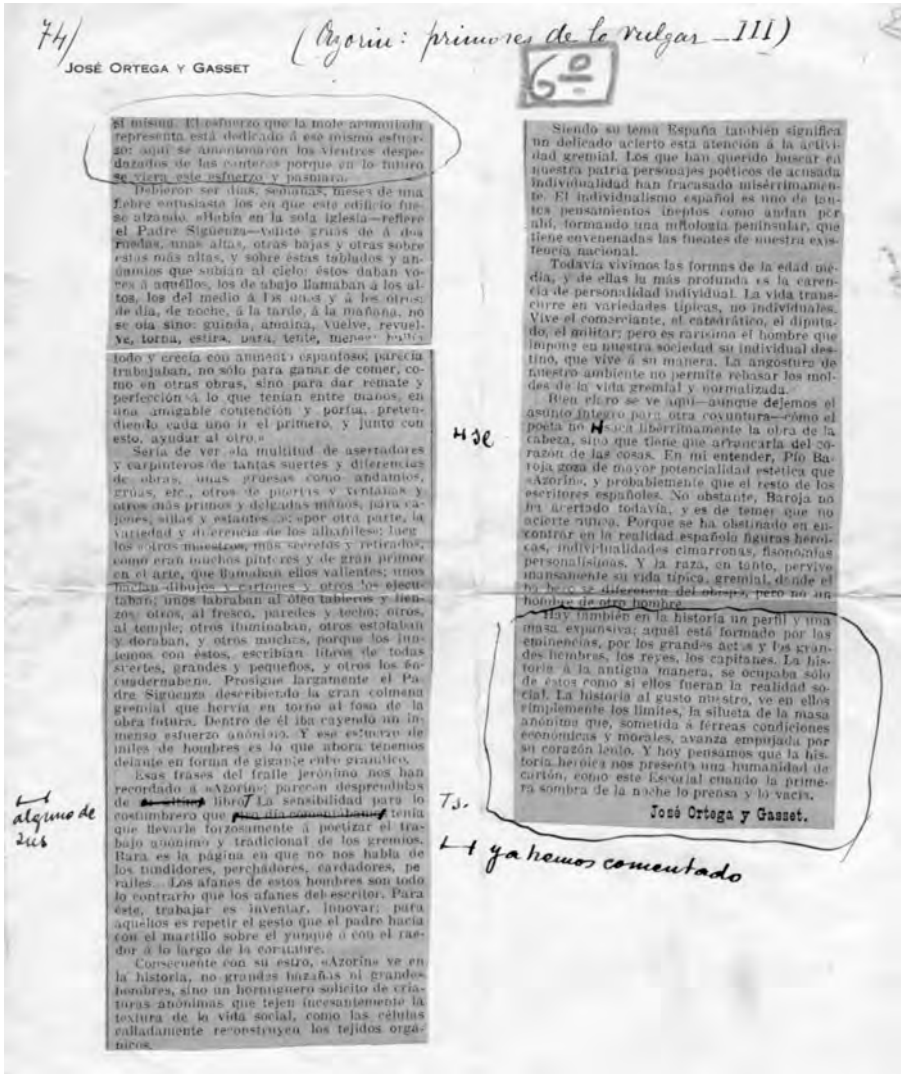 74/
(Azorín: primores de lo vulgar _ III)
JOSÉ ORTEGA Y GASSET
6º
sí misma. El esfuerzo que la mole acumulada
representa está dedicado á ese mismo esfuer-
zo: aquí se amontonaron los vientres despe-
dazados de las canteras porque en lo futuro
se viera este esfuerzo y pasmara.
Debieron ser días, semanas, meses de una
fiebre entusiasta los en que este edificio fue-
se alzando. «Había en la sola iglesia—refiere
el Padre Sigüenza—veinte grúas de á dos
ruedas, unas altas, otras bajas y otras sobre
estas más altas, y sobre éstas tablados y an-
damios que subían al cielo: éstos daban vo-
ces á aquéllos, los de abajo llamaban á los al-
tos, los del medio á los unos y á los otros;
de día, de noche, á la tarde, á la mañana, no
se oía sino: guinda, amaina, vuelve, revuel-
ve, torna, estira, para, tente, menea: bullía
todo y crecía con aumento espantoso; parecía
trabajaban, no sólo para ganar de comer, co-
mo en otras obras, sino para dar remate y
perfección á lo que tenían entre manos, en
una amigable contención y porfía, preten-
diendo cada uno ir el primero, y junto con
esto, ayudar al otro.»
Sería de ver «la multitud de asertadores
y carpinteros de tantas suertes y diferencias
de obras, unas gruesas como andamios,
grúas, etc., otros de puertas y ventanas y
otros más primos y delgadas manos, para ca-
jones, sillas y estantes...»; «por otra parte, la
variedad y diferencia de los albañiles»; lueg
los «otros maestros, más secretos y retirados,
como eran muchos pintores y de gran primor
en el arte, que llamaban ellos valientes; unos
hacían dibujos y cartones y otros los ejecu-
taban; unos labraban al óleo tableros y lien-
zos; otros, al fresco, paredes y techo; otros,
al temple; otros iluminaban, otros estofaban
y doraban, y otros muchos, porque los jun-
temos con éstos, escribían libros de todas
suertes, grandes y pequeños, y otros los en-
cuadernaben». Prosigue largamente el Pa-
dre Sigüenza describiendo la gran colmena
gremial que hervía en torno al foso de la
obra futura. Dentro de él iba cayendo un in-
menso esfuerzo anónimo. Y ese esfuerzo de
miles de hombres es lo que ahora tenemos
delante en forma de gigante cubo granítico.
Esas frases del fraile jerónimo nos han
recordado á «Azorín»; parecen desprendidas
de su último libro. La sensibilidad para lo
costumbrero que otro día comentábamos tenía
que llevarle forzosamente á poetizar el tra-
bajo anónimo y tradicional de los gremios.
Rara es la página en que no nos habla de
los tundidores, perchadores, cardadores, pe
railes... Los afanes de estos hombres son todo
lo contrario que los afanes del escritor. Para
éste, trabajar es inventar, innovar; para
aquéllos es repetir el gesto que el padre hacía
con el martillo sobre el yunque ó con el rae-
dor á lo largo de la corambre.
Consecuente con su estro, «Azorín» ve en
la historia, no grandes hazañas ni grandes
hombres, sino un hormiguero solícito de cria-
turas anónimas que tejen incesantemente la
textura de la vida social, como las células
calladamente reconstruyen los tejidos orgá-
nicos.
alguno de
sus
Siendo su tema España también significa
un delicado acierto esta atención á la activi-
dad gremial. Los que han querido buscar en
nuestra patria personajes poéticos de acusada
individualidad han fracasado misérrimamen-
te. El individualismo español es uno de tan-
tos pensamientos ineptos como andan por
ahí, formando una mitología peninsular, que
tiene envenenadas las fuentes de nuestra exis-
tencia nacional.
Todavía vivimos las formas de la edad me-
dia, y de ellas la más profunda es la caren-
cia de personalidad individual. La vida trans-
curre en variedades típicas, no individuales.
Vive el comerciante, el catedrático, el diputa-
do, el militar; pero es rarísimo el hombre que
impone en nuestra sociedad su individual des-
tino, que vive á su manera. La angostura de
nuestro ambiente no permite rebasar los mol-
des de la vida gremial y normalizada.
Bien claro se ve aquí—aunque dejemos el
asunto íntegro para otra coyuntura—cómo el
poeta no saca libérrimamente la obra de la
cabeza, sino que tiene que arrancarla del co-
razón de las cosas. En mi entender, Pío Ba-
roja goza de mayor potencialidad estética que
«Azorín», y probablemente que el resto de los
escritores españoles. No obstante, Baroja no
ha acertado todavía, y es de temer que no
acierte nunca. Porque se ha obstinado en en-
contrar en la realidad española figuras heroi-
cas, individualidades cimarronas, fisonomías
personalísimas. Y la raza, en tanto, pervive
mansamente su vida típica, gremial, donde el
torero se diferencia del obispo, pero no un
hombre de otro hombre.
Hay también en la historia un perfil y una
masa expansiva; aquél está formado por las
eminencias, por los grandes actos y los gran-
des hombres, los reyes, los capitanes. La his-
toria á la antigua manera, se ocupaba sólo
de éstos como si ellos fueran la realidad so-
cial. La historia al gusto nuestro, ve en ellos
simplemente los límites, la silueta de la masa
anónima que, sometida á férreas condiciones
económicas y morales, avanza empujada por
su corazón lento. Y hoy pensamos que la his-
toria heroica nos presenta una humanidad de
cartón, como este Escorial cuando la prime-
ra sombra de la noche lo prensa y lo vacía.
José Ortega y Gasset.
H se
T s.
ya hemos comentado